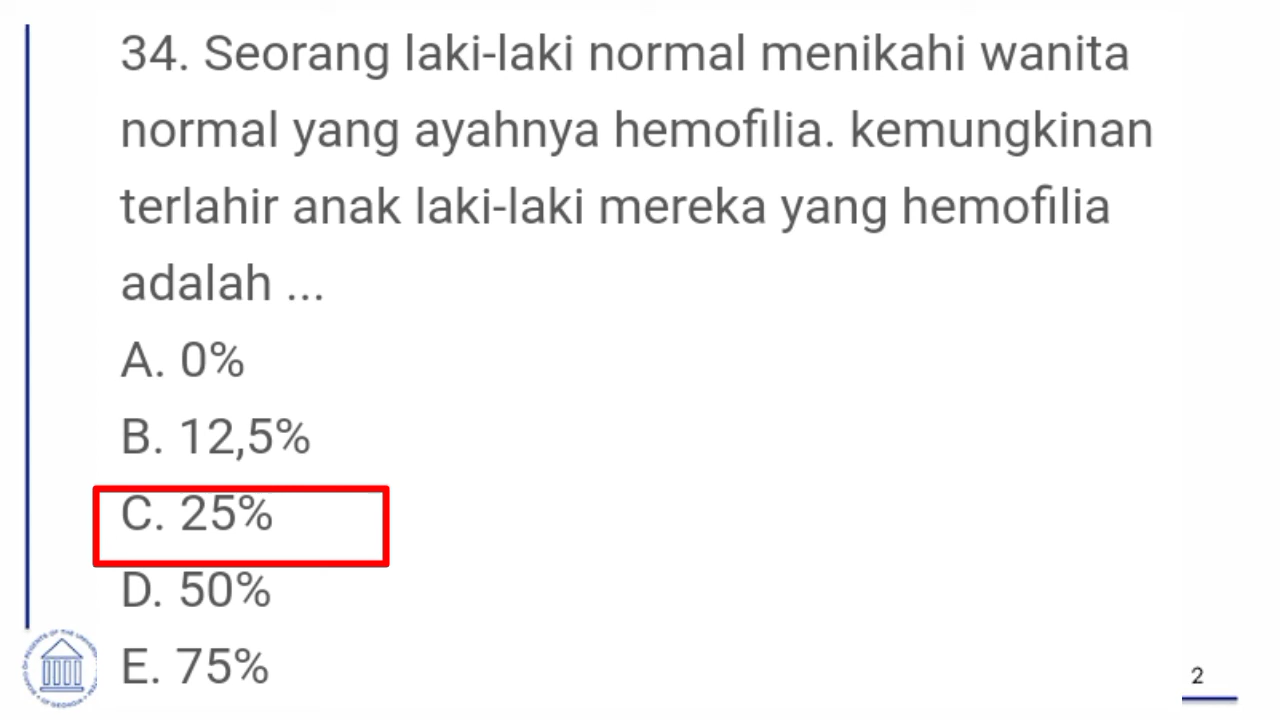 34. Seorang laki-laki normal menikahi wanita
normal yang ayahnya hemofilia. kemungkinan
terlahir anak laki-laki mereka yang hemofilia
adalah ...
A. 0%
B. 12,5%
C. 25%
D. 50%
E. 75%
2